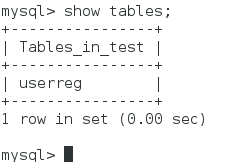 mysql> show tables;
+----------------+
| Tables_in_test |
+----------------+
| userreg        |
+----------------+
1 row in set (0.00 sec)
mysql>